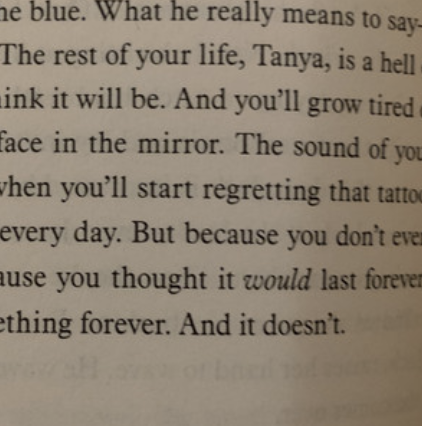 he blue. What he really means to say-
The rest of your life, Tanya, is a hell
ink it will be. And you'll grow tired
face in the mirror. The sound of you
when you'll start regretting that tattoo
every day. But because you don't even
ause you thought it would last forever
ething forever. And it doesn't.